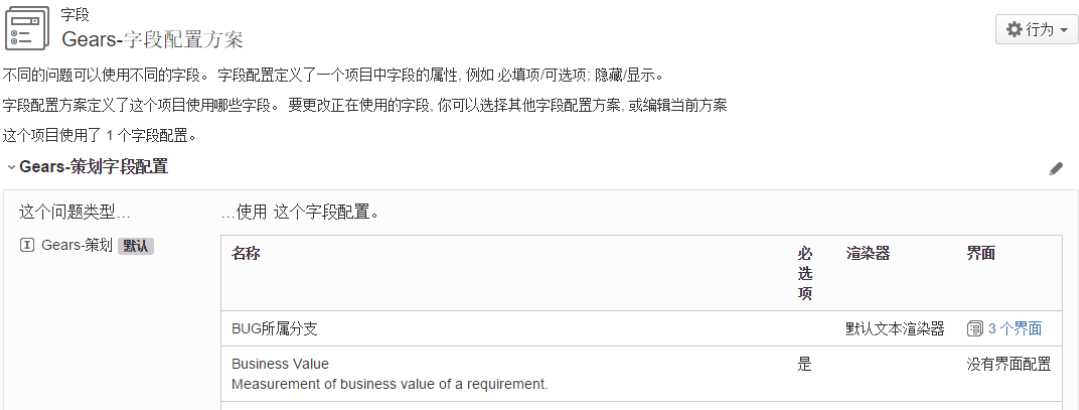 字段
Gears-字段配置方案
行为
不同的问题可以使用不同的字段。 字段配置定义了一个项目中字段的属性, 例如 必填项/可选项; 隐藏/显示。
字段配置方案定义了这个项目使用哪些字段。 要更改正在使用的字段, 你可以选择其他字段配置方案, 或编辑当前方案
这个项目使用了 1 个字段配置。
Gears-策划字段配置
这个问题类型...
...使用 这个字段配置。
Gears-策划 默认
名称
必选项
渲染器
界面
BUG所属分支
默认文本渲染器
3 个界面
Business Value
是
没有界面配置
Measurement of business value of a requirement.